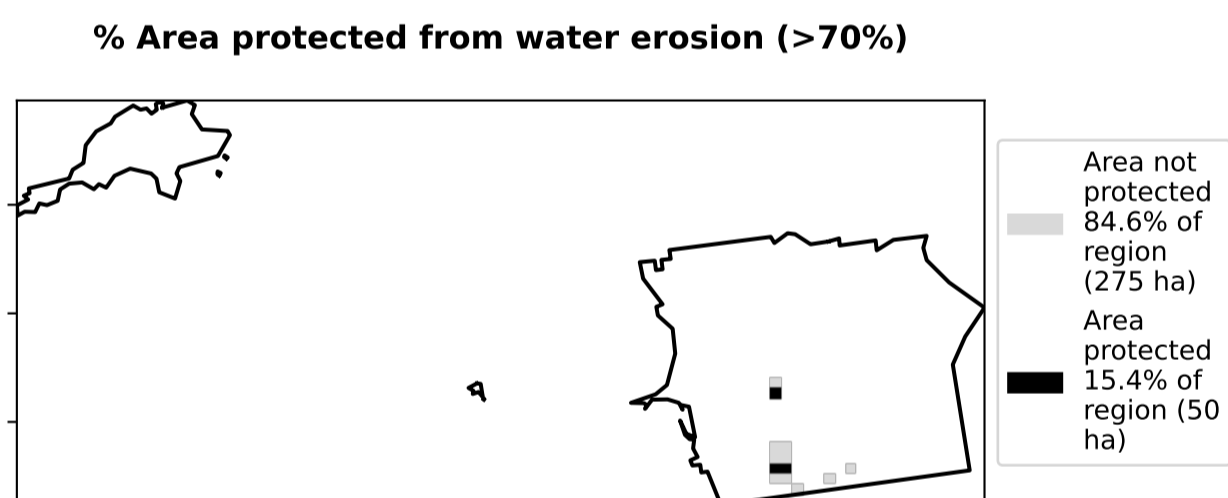 % Area protected from water erosion (>70%)
Area not
protected
84.6% of
region
(275 ha)
Area
protected
15.4% of
region (50
ha)